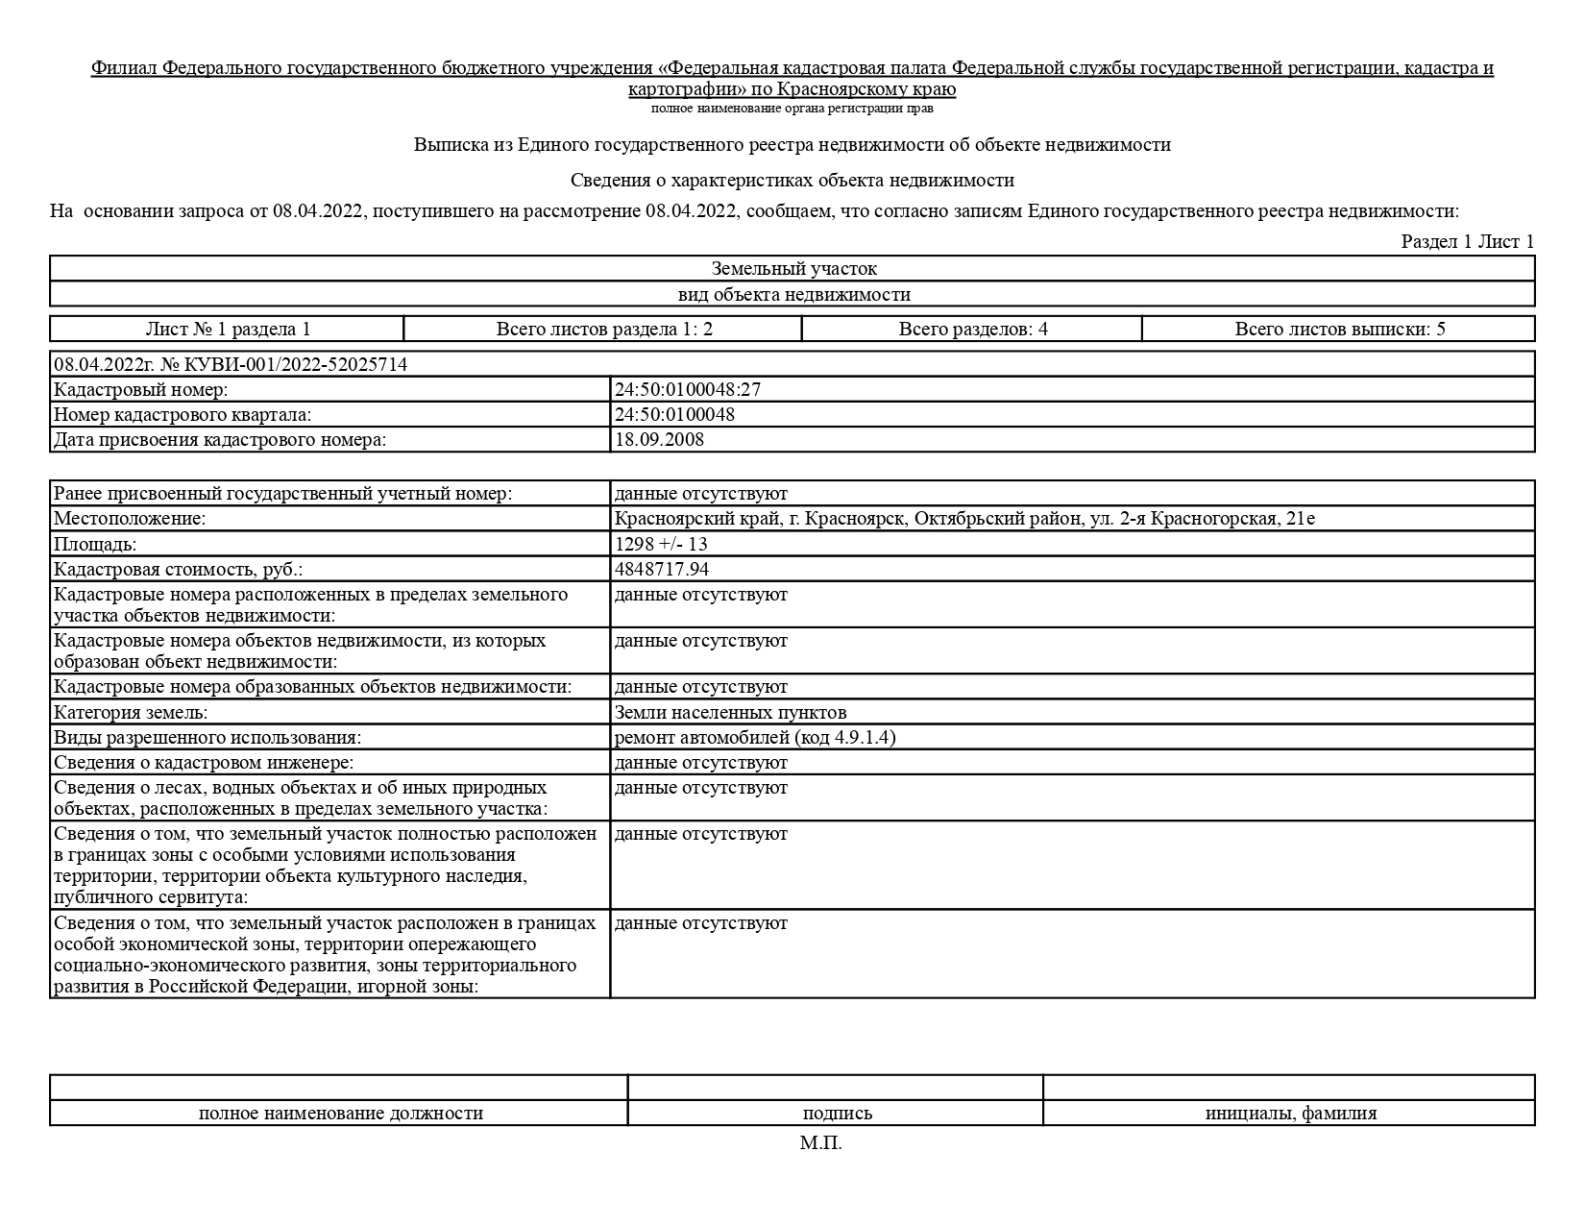 Филиал Федерального государственного бюджетного учреждения «Федеральная кадастровая палата Федеральной службы государственной регистрации, кадастра и
картографии» по Красноярскому краю
полное наименование органа регистрации прав
Выписка из Единого государственного реестра недвижимости об объекте недвижимости
Сведения о характеристиках объекта недвижимости
На основании запроса от 08.04.2022, поступившего на рассмотрение 08.04.2022, сообщаем, что согласно записям Единого государственного реестра недвижимости:
Раздел 1 Лист 1
Земельный участок
вид объекта недвижимости
Лист № 1 раздела 1 Всего листов раздела 1: 2 Всего разделов: 4 Всего листов выписки: 5
08.04.2022г. № КУВИ-001/2022-52025714
Кадастровый номер: 24:50:0100048:27
Номер кадастрового квартала: 24:50:0100048
Дата присвоения кадастрового номера: 18.09.2008
Ранее присвоенный государственный учетный номер: данные отсутствуют
Местоположение: Красноярский край, г. Красноярск, Октябрьский район, ул. 2-я Красногорская, 21е
Площадь: 1298 +/- 13
Кадастровая стоимость, руб.: 4848717.94
Кадастровые номера расположенных в пределах земельного данные отсутствуют
участка объектов недвижимости:
Кадастровые номера объектов недвижимости, из которых данные отсутствуют
образован объект недвижимости:
Кадастровые номера образованных объектов недвижимости: данные отсутствуют
Категория земель: Земли населенных пунктов
Виды разрешенного использования: ремонт автомобилей (код 4.9.1.4)
Сведения о кадастровом инженере: данные отсутствуют
Сведения о лесах, водных объектах и об иных природных данные отсутствуют
объектах, расположенных в пределах земельного участка:
Сведения о том, что земельный участок полностью расположен данные отсутствуют
в границах зоны с особыми условиями использования
территории, территории объекта культурного наследия,
публичного сервитута:
Сведения о том, что земельный участок расположен в границах данные отсутствуют
особой экономической зоны, территории опережающего
социально-экономического развития, зоны территориального
развития в Российской Федерации, игорной зоны:
полное наименование должности подпись инициалы, фамилия
М.П.